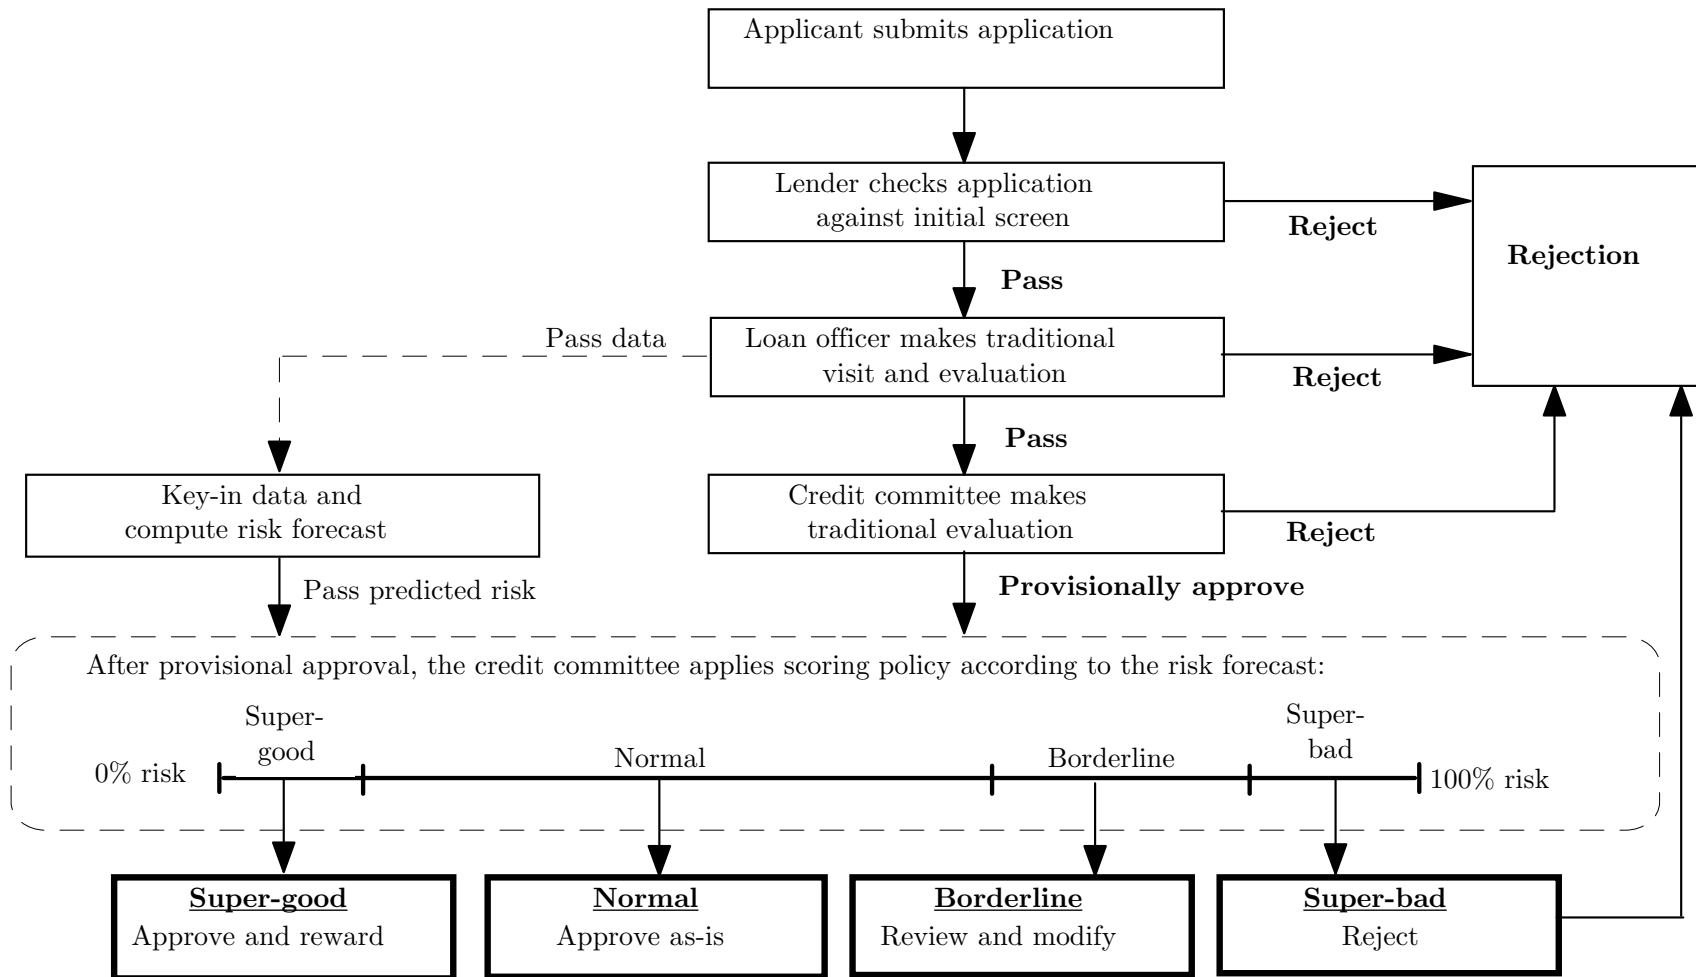 Applicant submits application
Lender checks application
against initial screen
Reject
Rejection
Pass
Pass data
Loan officer makes traditional
visit and evaluation
Reject
Pass
Key-in data and
compute risk forecast
Credit committee makes
traditional evaluation
Reject
Pass predicted risk
Provisionally approve
After provisional approval, the credit committee applies scoring policy according to the risk forecast:
0% risk
Super-
good
Normal
Borderline
Super-
bad
100% risk
Super-good
Approve and reward
Normal
Approve as-is
Borderline
Review and modify
Super-bad
Reject